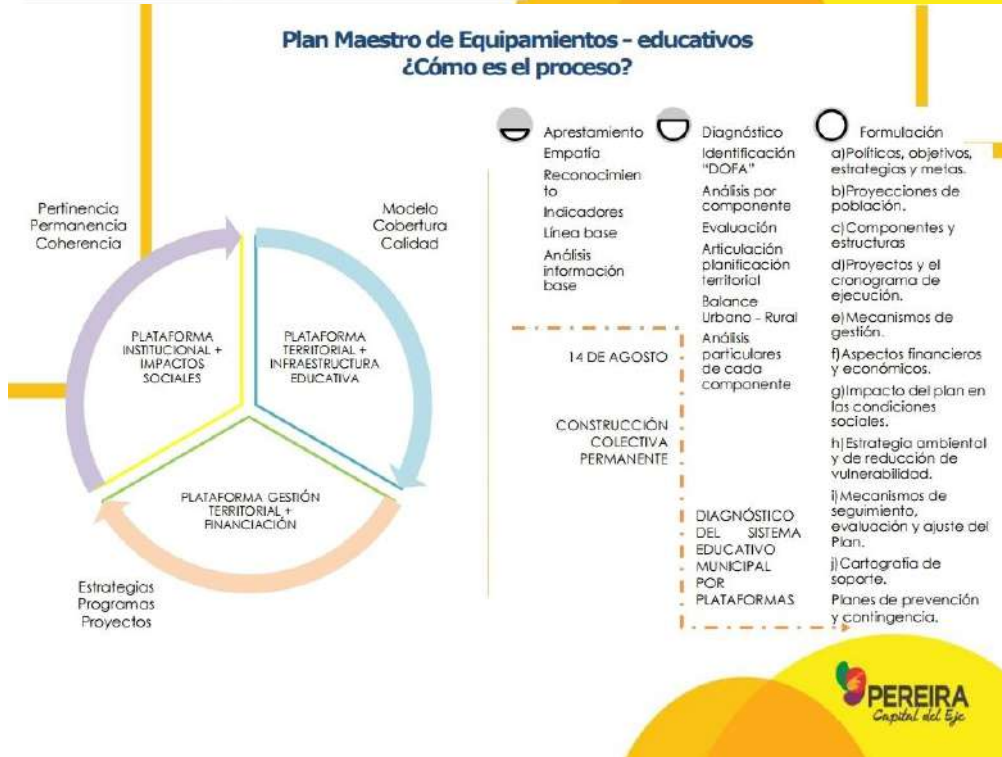 Plan Maestro de Equipamientos – educativos
¿Cómo es el proceso?
Pertinencia
Permanencia
Coherencia
Modelo
Cobertura
Calidad
PLATAFORMA
INSTITUCIONAL +
IMPACTOS
SOCIALES
PLATAFORMA
TERRITORIAL +
INFRAESTRUCTURA
EDUCATIVA
PLATAFORMA GESTIÓN
TERRITORIAL +
FINANCIACIÓN
Estrategias
Programas
Proyectos
Aprestamiento
Empatía
Reconocimien
to
Indicadores
Línea base
Análisis
información
base
14 DE AGOSTO
CONSTRUCCIÓN
COLECTIVA
PERMANENTE
Diagnóstico
Identificación
"DOFA"
Análisis por
componente
Evaluación
Articulación
planificación
territorial
Balance
Urbano - Rural
Análisis
particulares
de cada
componente
DIAGNÓSTICO
DEL SISTEMA
EDUCATIVO
MUNICIPAL
POR
PLATAFORMAS
Formulación
a)Políticas, objetivos,
estrategias y metas.
b)Proyecciones de
población.
c)Componentes y
estructuras
d)Proyectos y el
cronograma de
ejecución.
e)Mecanismos de
gestión.
f)Aspectos financieros
y económicos.
g)Impacto del plan en
las condiciones
sociales.
h)Estrategia ambiental
y de reducción de
vulnerabilidad.
i)Mecanismos de
seguimiento,
evaluación y ajuste del
Plan.
j)Cartografía de
soporte.
Planes de prevención
y contingencia.
PEREIRA
Capital del Eje